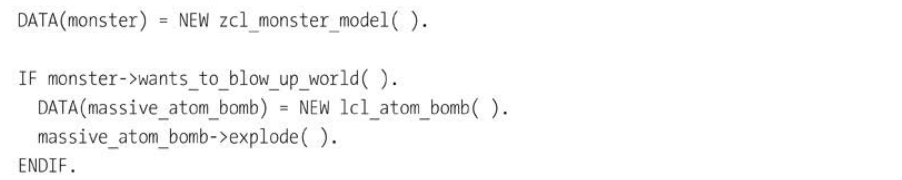 DATA(monster) = NEW zcl_monster_model( ).
IF monster->wants_to_blow_up_world( ).
DATA(massive_atom_bomb) = NEW lcl_atom_bomb( ).
massive_atom_bomb->explode( ).
ENDIF.